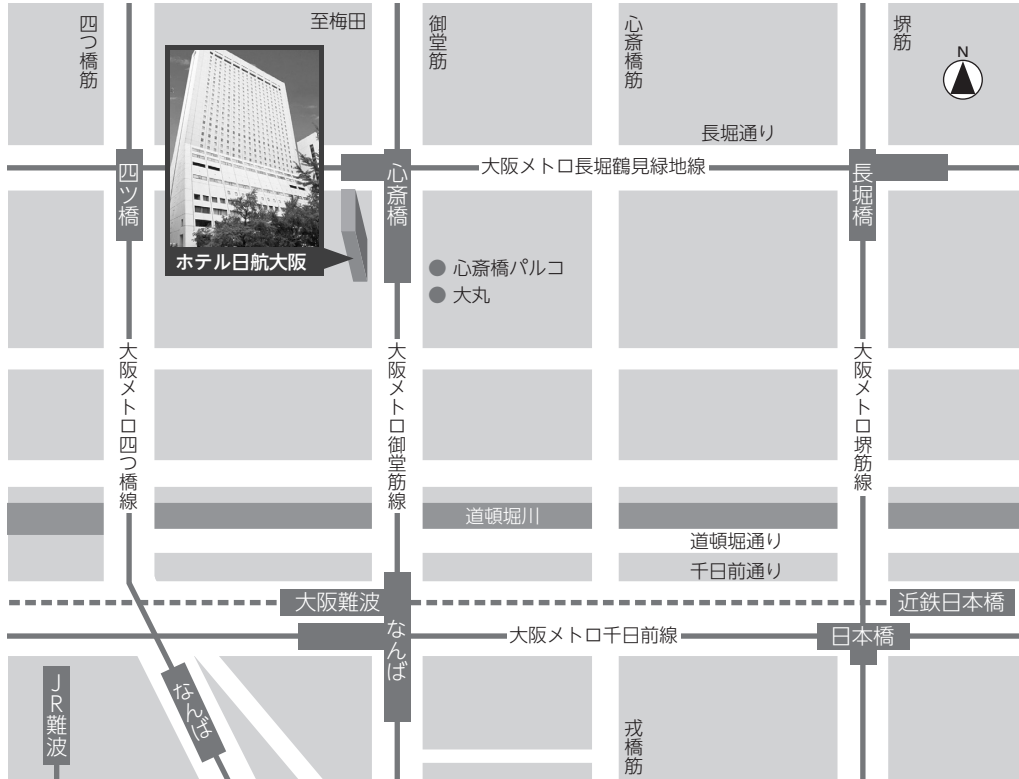 四つ橋筋
至梅田
御堂筋
心斎橋筋
堺筋
N
長堀通り
四ツ橋
心斎橋
大阪メトロ長堀鶴見緑地線
長堀橋
ホテル日航大阪
心斎橋パルコ
大丸
大阪メトロ四つ橋線
大阪メトロ御堂筋線
大阪メトロ堺筋線
道頓堀川
道頓堀通り
千日前通り
大阪難波
近鉄日本橋
なんば
大阪メトロ千日前線
日本橋
JR難波
なんば
戎橋筋